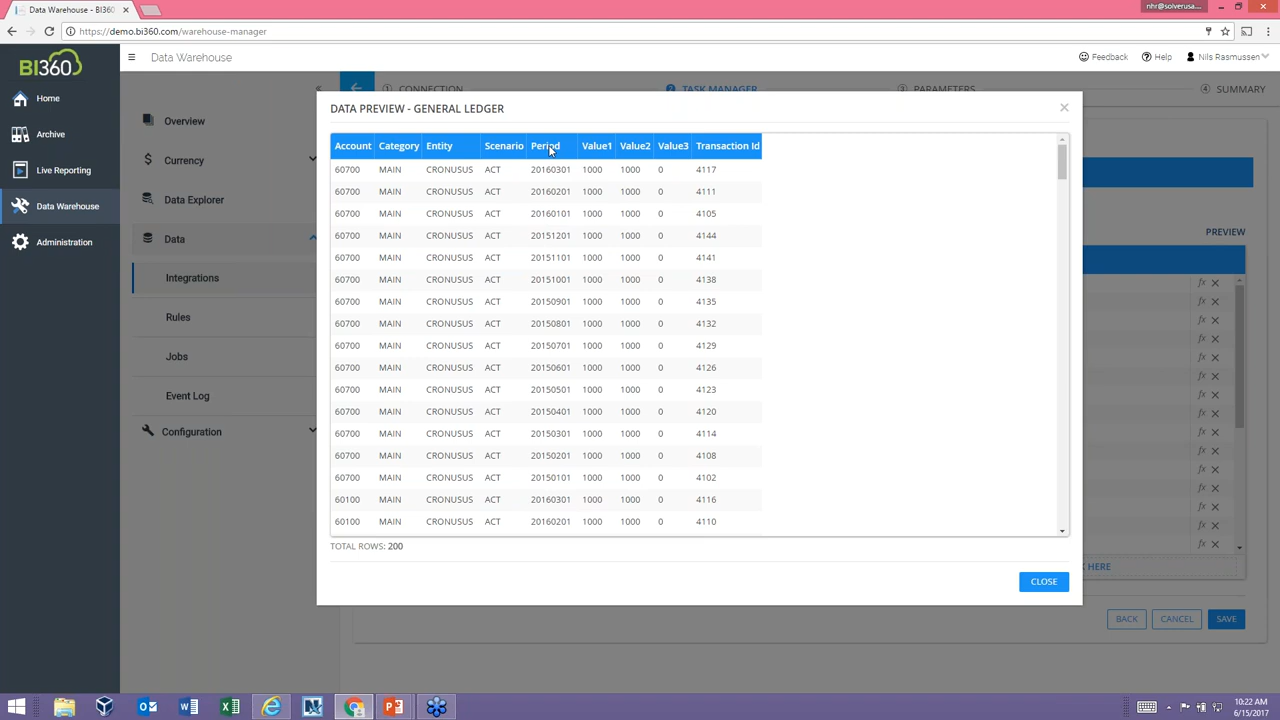 Data Warehouse - BI360
nhr@solverusa....
https://demo.bi360.com/warehouse-manager
BI360
Data Warehouse
Feedback
Help
Nils Rasmussen
Home
Archive
Live Reporting
Data Warehouse
Administration
Overview
Currency
Data Explorer
Data
Integrations
Rules
Jobs
Event Log
Configuration
1 CONNECTION
2 TASK MANAGER
3 PARAMETERS
4 SUMMARY
PREVIEW
DATA PREVIEW - GENERAL LEDGER
Account Category Entity Scenario Period Value1 Value2 Value3 Transaction Id
60700 MAIN CRONUSUS ACT 20160301 1000 1000 0 4117
60700 MAIN CRONUSUS ACT 20160201 1000 1000 0 4111
60700 MAIN CRONUSUS ACT 20160101 1000 1000 0 4105
60700 MAIN CRONUSUS ACT 20151201 1000 1000 0 4144
60700 MAIN CRONUSUS ACT 20151101 1000 1000 0 4141
60700 MAIN CRONUSUS ACT 20151001 1000 1000 0 4138
60700 MAIN CRONUSUS ACT 20150901 1000 1000 0 4135
60700 MAIN CRONUSUS ACT 20150801 1000 1000 0 4132
60700 MAIN CRONUSUS ACT 20150701 1000 1000 0 4129
60700 MAIN CRONUSUS ACT 20150601 1000 1000 0 4126
60700 MAIN CRONUSUS ACT 20150501 1000 1000 0 4123
60700 MAIN CRONUSUS ACT 20150401 1000 1000 0 4120
60700 MAIN CRONUSUS ACT 20150301 1000 1000 0 4114
60700 MAIN CRONUSUS ACT 20150201 1000 1000 0 4108
60700 MAIN CRONUSUS ACT 20150101 1000 1000 0 4102
60100 MAIN CRONUSUS ACT 20160301 1000 1000 0 4116
60100 MAIN CRONUSUS ACT 20160201 1000 1000 0 4110
TOTAL ROWS: 200
CLOSE
HERE
BACK
CANCEL
SAVE
10:22 AM
6/15/2017